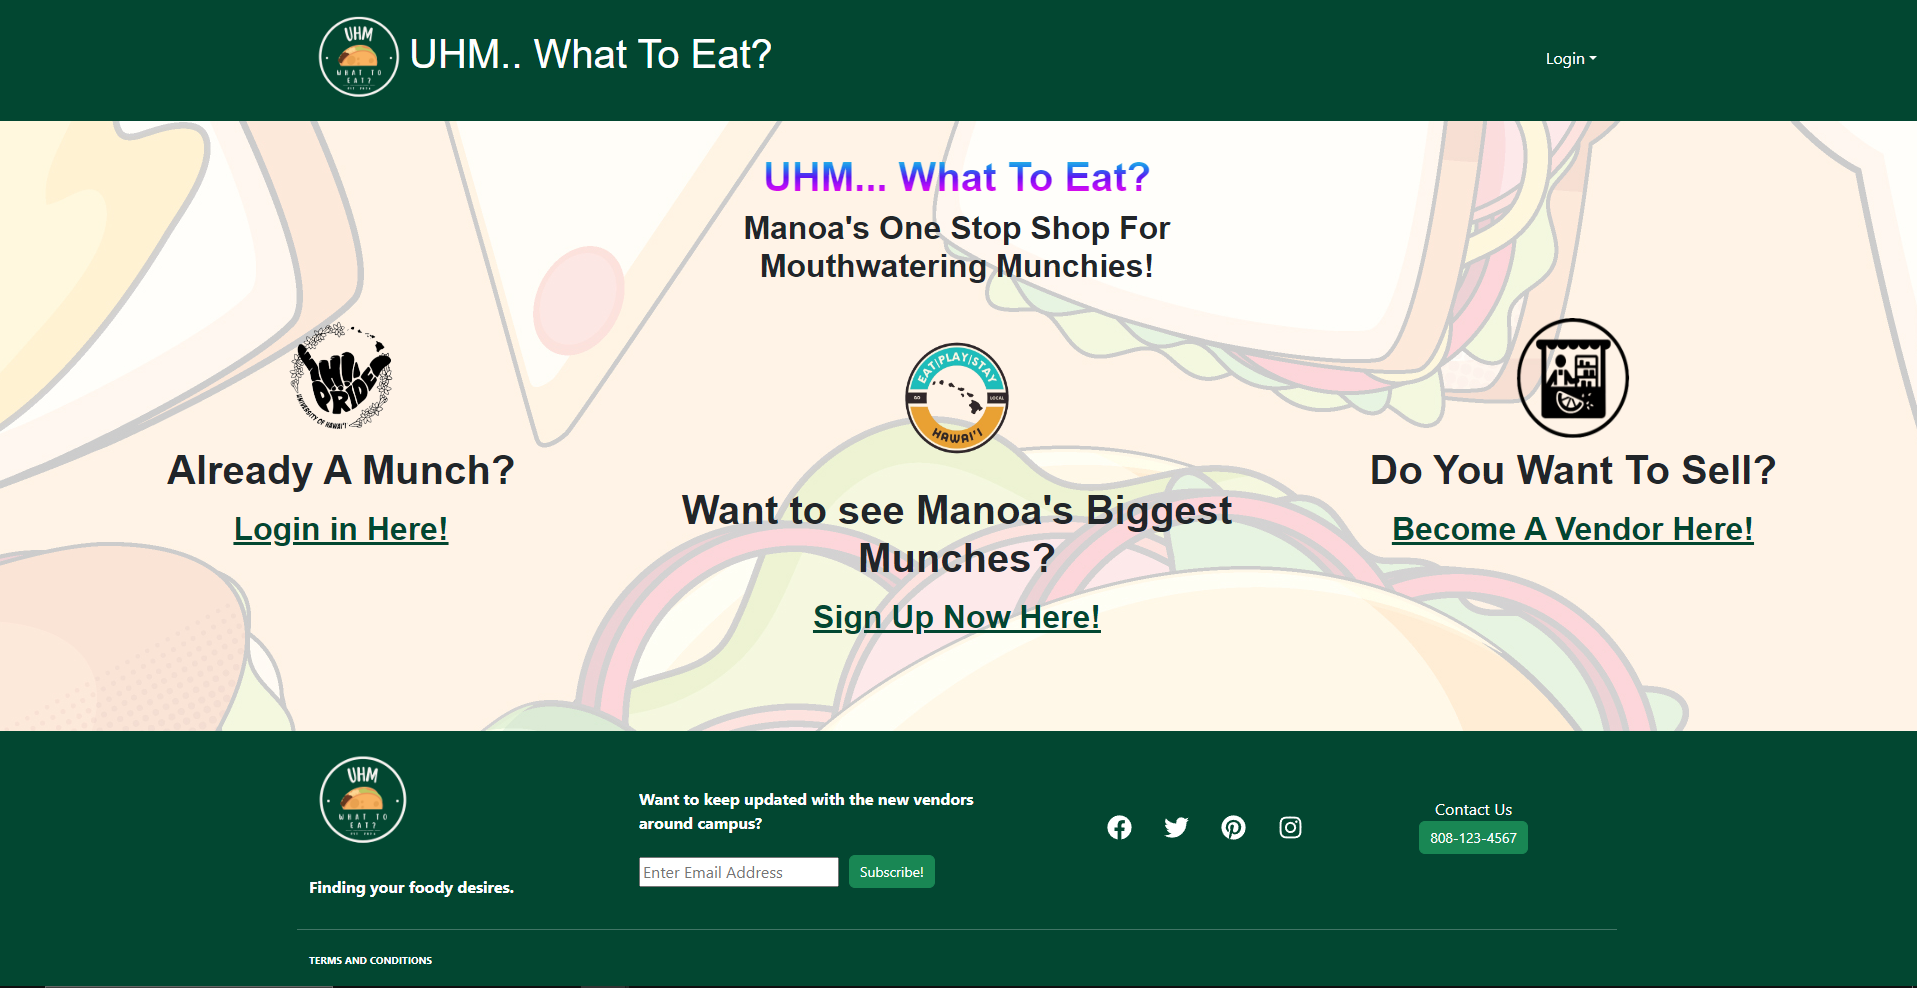 UHM
WHAT TO
EAT?
UHM.. What To Eat?
Login
UHM... What To Eat?
Manoa's One Stop Shop For
Mouthwatering Munchies!
PRIDE
UNIVERSITY OF HAWAI'I
EAT|PLAY|STAY
GO LOCAL
HAWAI'I
Already A Munch?
Login in Here!
Want to see Manoa's Biggest
Munches?
Sign Up Now Here!
Do You Want To Sell?
Become A Vendor Here!
UHM
WHAT TO
EAT?
Finding your foody desires.
Want to keep updated with the new vendors
around campus?
Enter Email Address
Subscribe!
Contact Us
808-123-4567
TERMS AND CONDITIONS